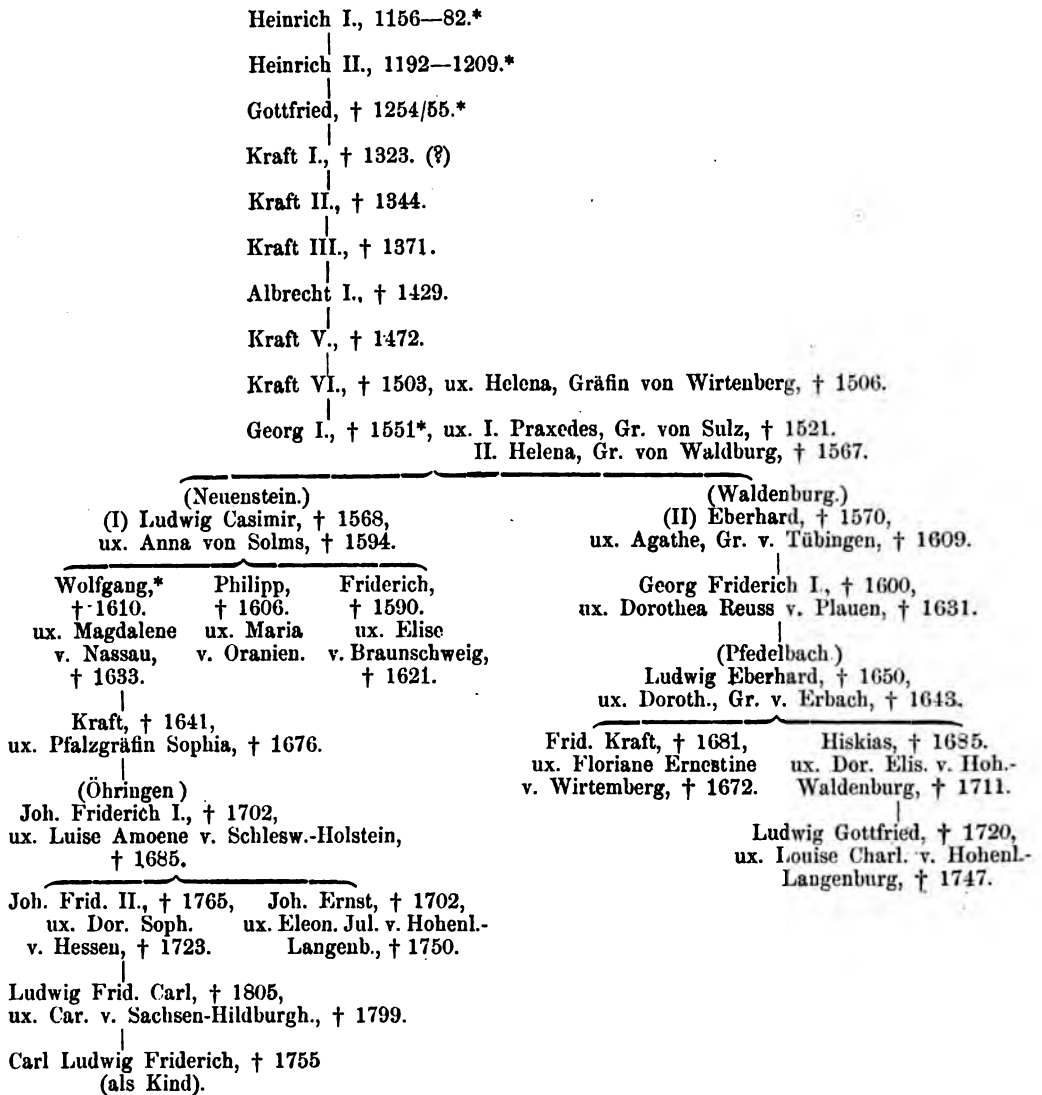 Heinrich I., 1156—82.*
Heinrich II., 1192—1209.*
Gottfried, † 1254/55.*
Kraft I., † 1323. (?)
Kraft II., † 1344.
Kraft III., † 1371.
Albrecht I., † 1429.
Kraft V., † 1472.
Kraft VI., † 1503, ux. Helena, Gräfin von Wirtenberg, † 1506.
Georg I., † 1551*, ux. I. Praxedes, Gr. von Sulz, † 1521.
II. Helena, Gr. von Waldburg, † 1567.
(Neuenstein.)
(I) Ludwig Casimir, † 1568,
ux. Anna von Solms, † 1594.
Wolfgang,*
† 1610.
ux. Magdalene
v. Nassau,
† 1633.
Philipp,
† 1606.
ux. Maria
v. Oranien.
Friderich,
† 1590.
ux. Elise
v. Braunschweig,
† 1621.
Kraft, † 1641,
ux. Pfalzgräfin Sophia, † 1676.
(Öhringen)
Joh. Friderich I., † 1702,
ux. Luise Amoene v. Schlesw.-Holstein,
† 1685.
Joh. Frid. II., † 1765,
ux. Dor. Soph.
v. Hessen, † 1723.
Joh. Ernst, † 1702,
ux. Eleon. Jul. v. Hohenl.-
Langenb., † 1750.
Ludwig Frid. Carl, † 1805,
ux. Car. v. Sachsen-Hildburgh., † 1799.
Carl Ludwig Friderich, † 1755
(als Kind).
(Waldenburg.)
(II) Eberhard, † 1570,
ux. Agathe, Gr. v. Tübingen, † 1609.
Georg Friderich I., † 1600,
ux. Dorothea Reuss v. Plauen, † 1631.
(Pfedelbach)
Ludwig Eberhard, † 1650,
ux. Doroth., Gr. v. Erbach, † 1643.
Frid. Kraft, † 1681,
ux. Floriane Ernestine
v. Wirtemberg, † 1672.
Hiskias, † 1685.
ux. Dor. Elis. v. Hoh.-
Waldenburg, † 1711.
Ludwig Gottfried, † 1720,
ux. Louise Charl. v. Hohenl.-
Langenburg, † 1747.